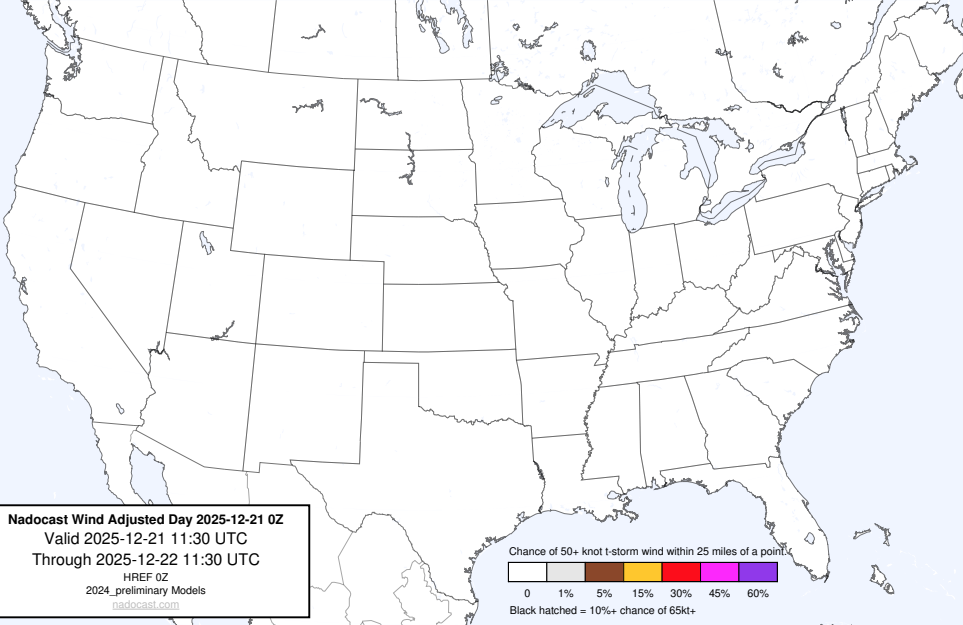 Nadocast Wind Adjusted Day 2025-12-21 0Z
Valid 2025-12-21 11:30 UTC
Through 2025-12-22 11:30 UTC
HREF 0Z
2024_preliminary Models
nadocast.com
Chance of 50+ knot t-storm wind within 25 miles of a point.
0 1% 5% 15% 30% 45% 60%
Black hatched = 10%+ chance of 65kt+